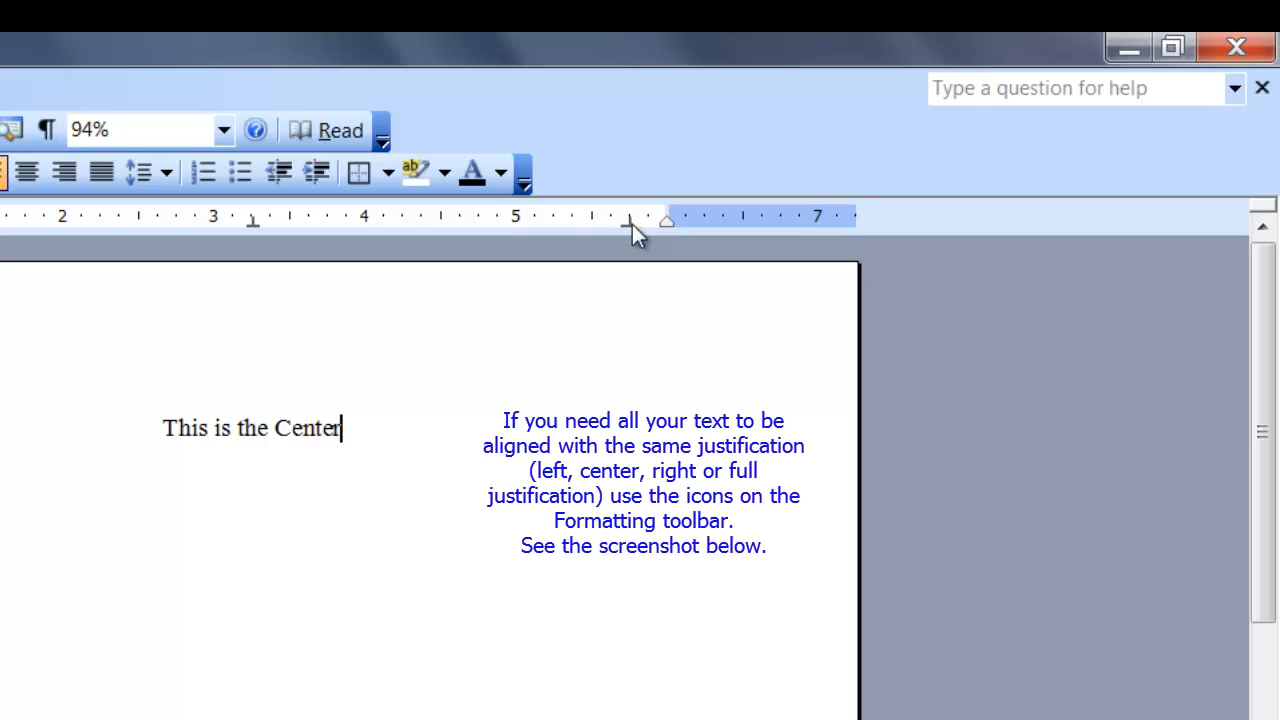 Type a question for help
94%
Read
2 3 4 5 7
This is the Center
If you need all your text to be
aligned with the same justification
(left, center, right or full
justification) use the icons on the
Formatting toolbar.
See the screenshot below.